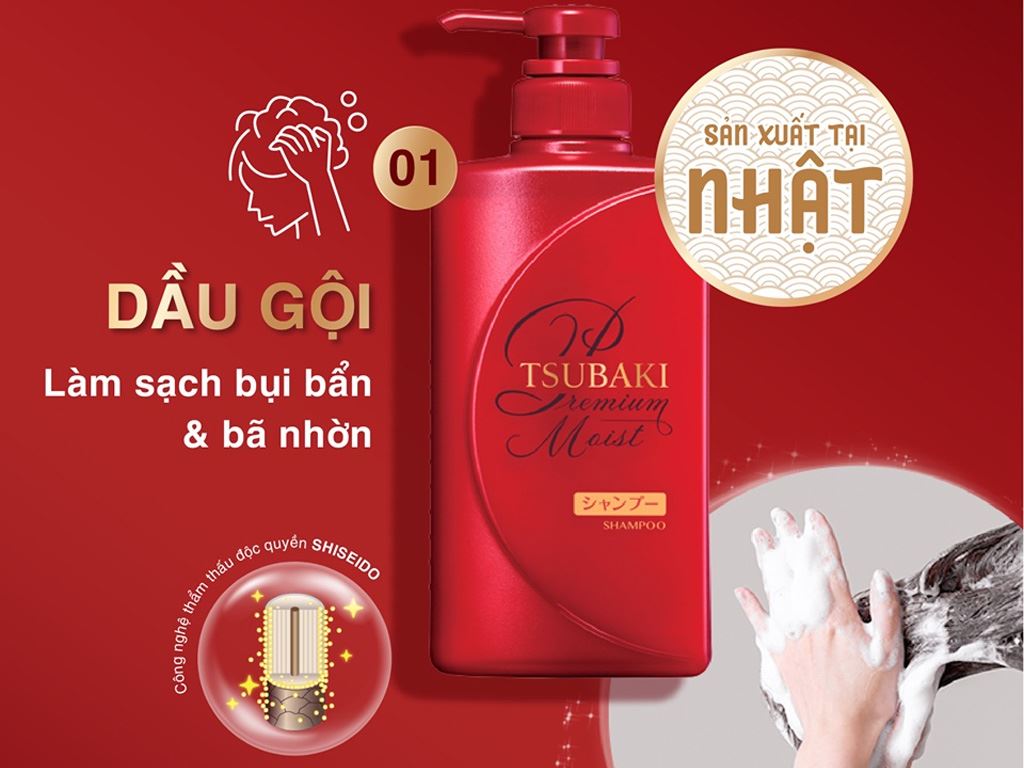 01
SẢN XUẤT TẠI
NHẬT
DẦU GỘI
Làm sạch bụi bẩn
& bã nhờn
TSUBAKI
Premium
Moist
シャンプー
SHAMPOO
Công nghệ thẩm thấu độc quyền SHISEIDO